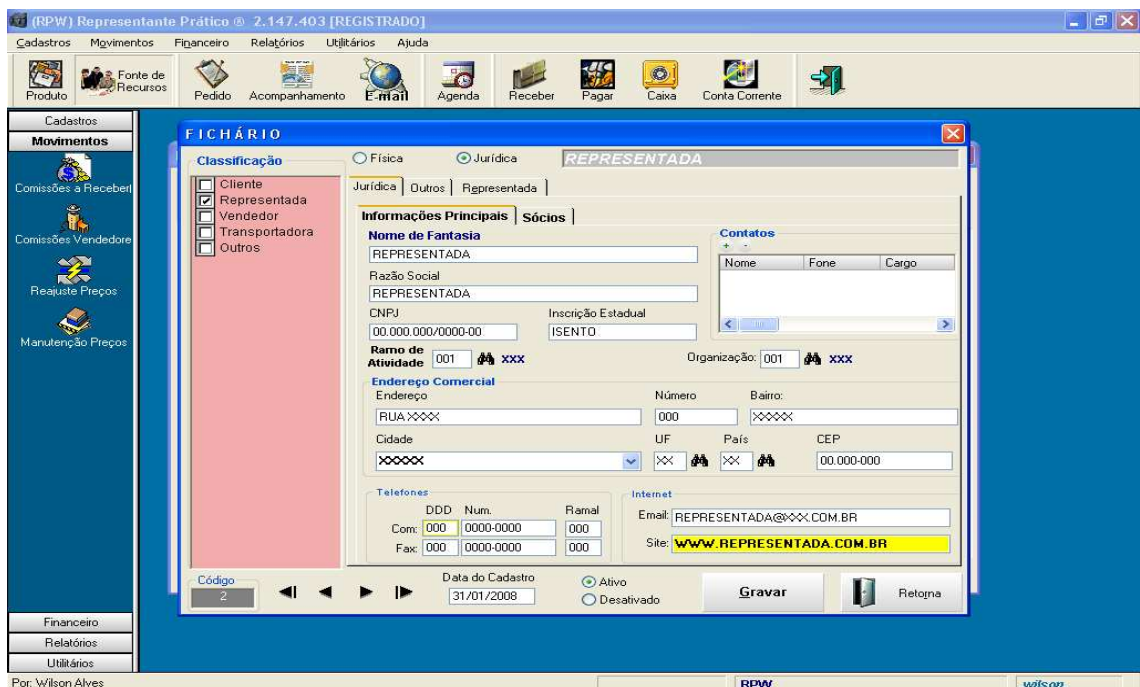 (RPW) Representante Prático ® 2.147.403 [REGISTRADO]
Cadastros Movimentos Financeiro Relatórios Utilitários Ajuda
Produto Fonte de Recursos Pedido Acompanhamento E-mail Agenda Receber Pagar Caixa Conta Corrente
Cadastros
Movimentos
Comissões a Receber
Comissões Vendedore
Reajuste Preços
Manutenção Preços
Financeiro
Relatórios
Utilitários
FICHÁRIO
Classificação
Cliente
Representada
Vendedor
Transportadora
Outros
Física Jurídica REPRESENTADA
Jurídica Outros Representada
Informações Principais Sócios
Nome de Fantasia
REPRESENTADA
Razão Social
REPRESENTADA
CNPJ Inscrição Estadual
00.000.000/0000-00 ISENTO
Contatos
+ -
Nome Fone Cargo
Ramo de
Atividade 001 xxx Organização: 001 xxx
Endereço Comercial
Endereço Número Bairro:
RUA XXXX 000 XXXXX
Cidade UF País CEP
XXXXX XX XX 00.000-000
Telefones
DDD Num. Ramal
Com: 000 0000-0000 000
Fax: 000 0000-0000 000
Internet
Email: REPRESENTADA@XXX.COM.BR
Site: WWW.REPRESENTADA.COM.BR
Código
2
Data do Cadastro
31/01/2008
Ativo
Desativado
Gravar Retorna
Por: Wilson Alves RPW wilson